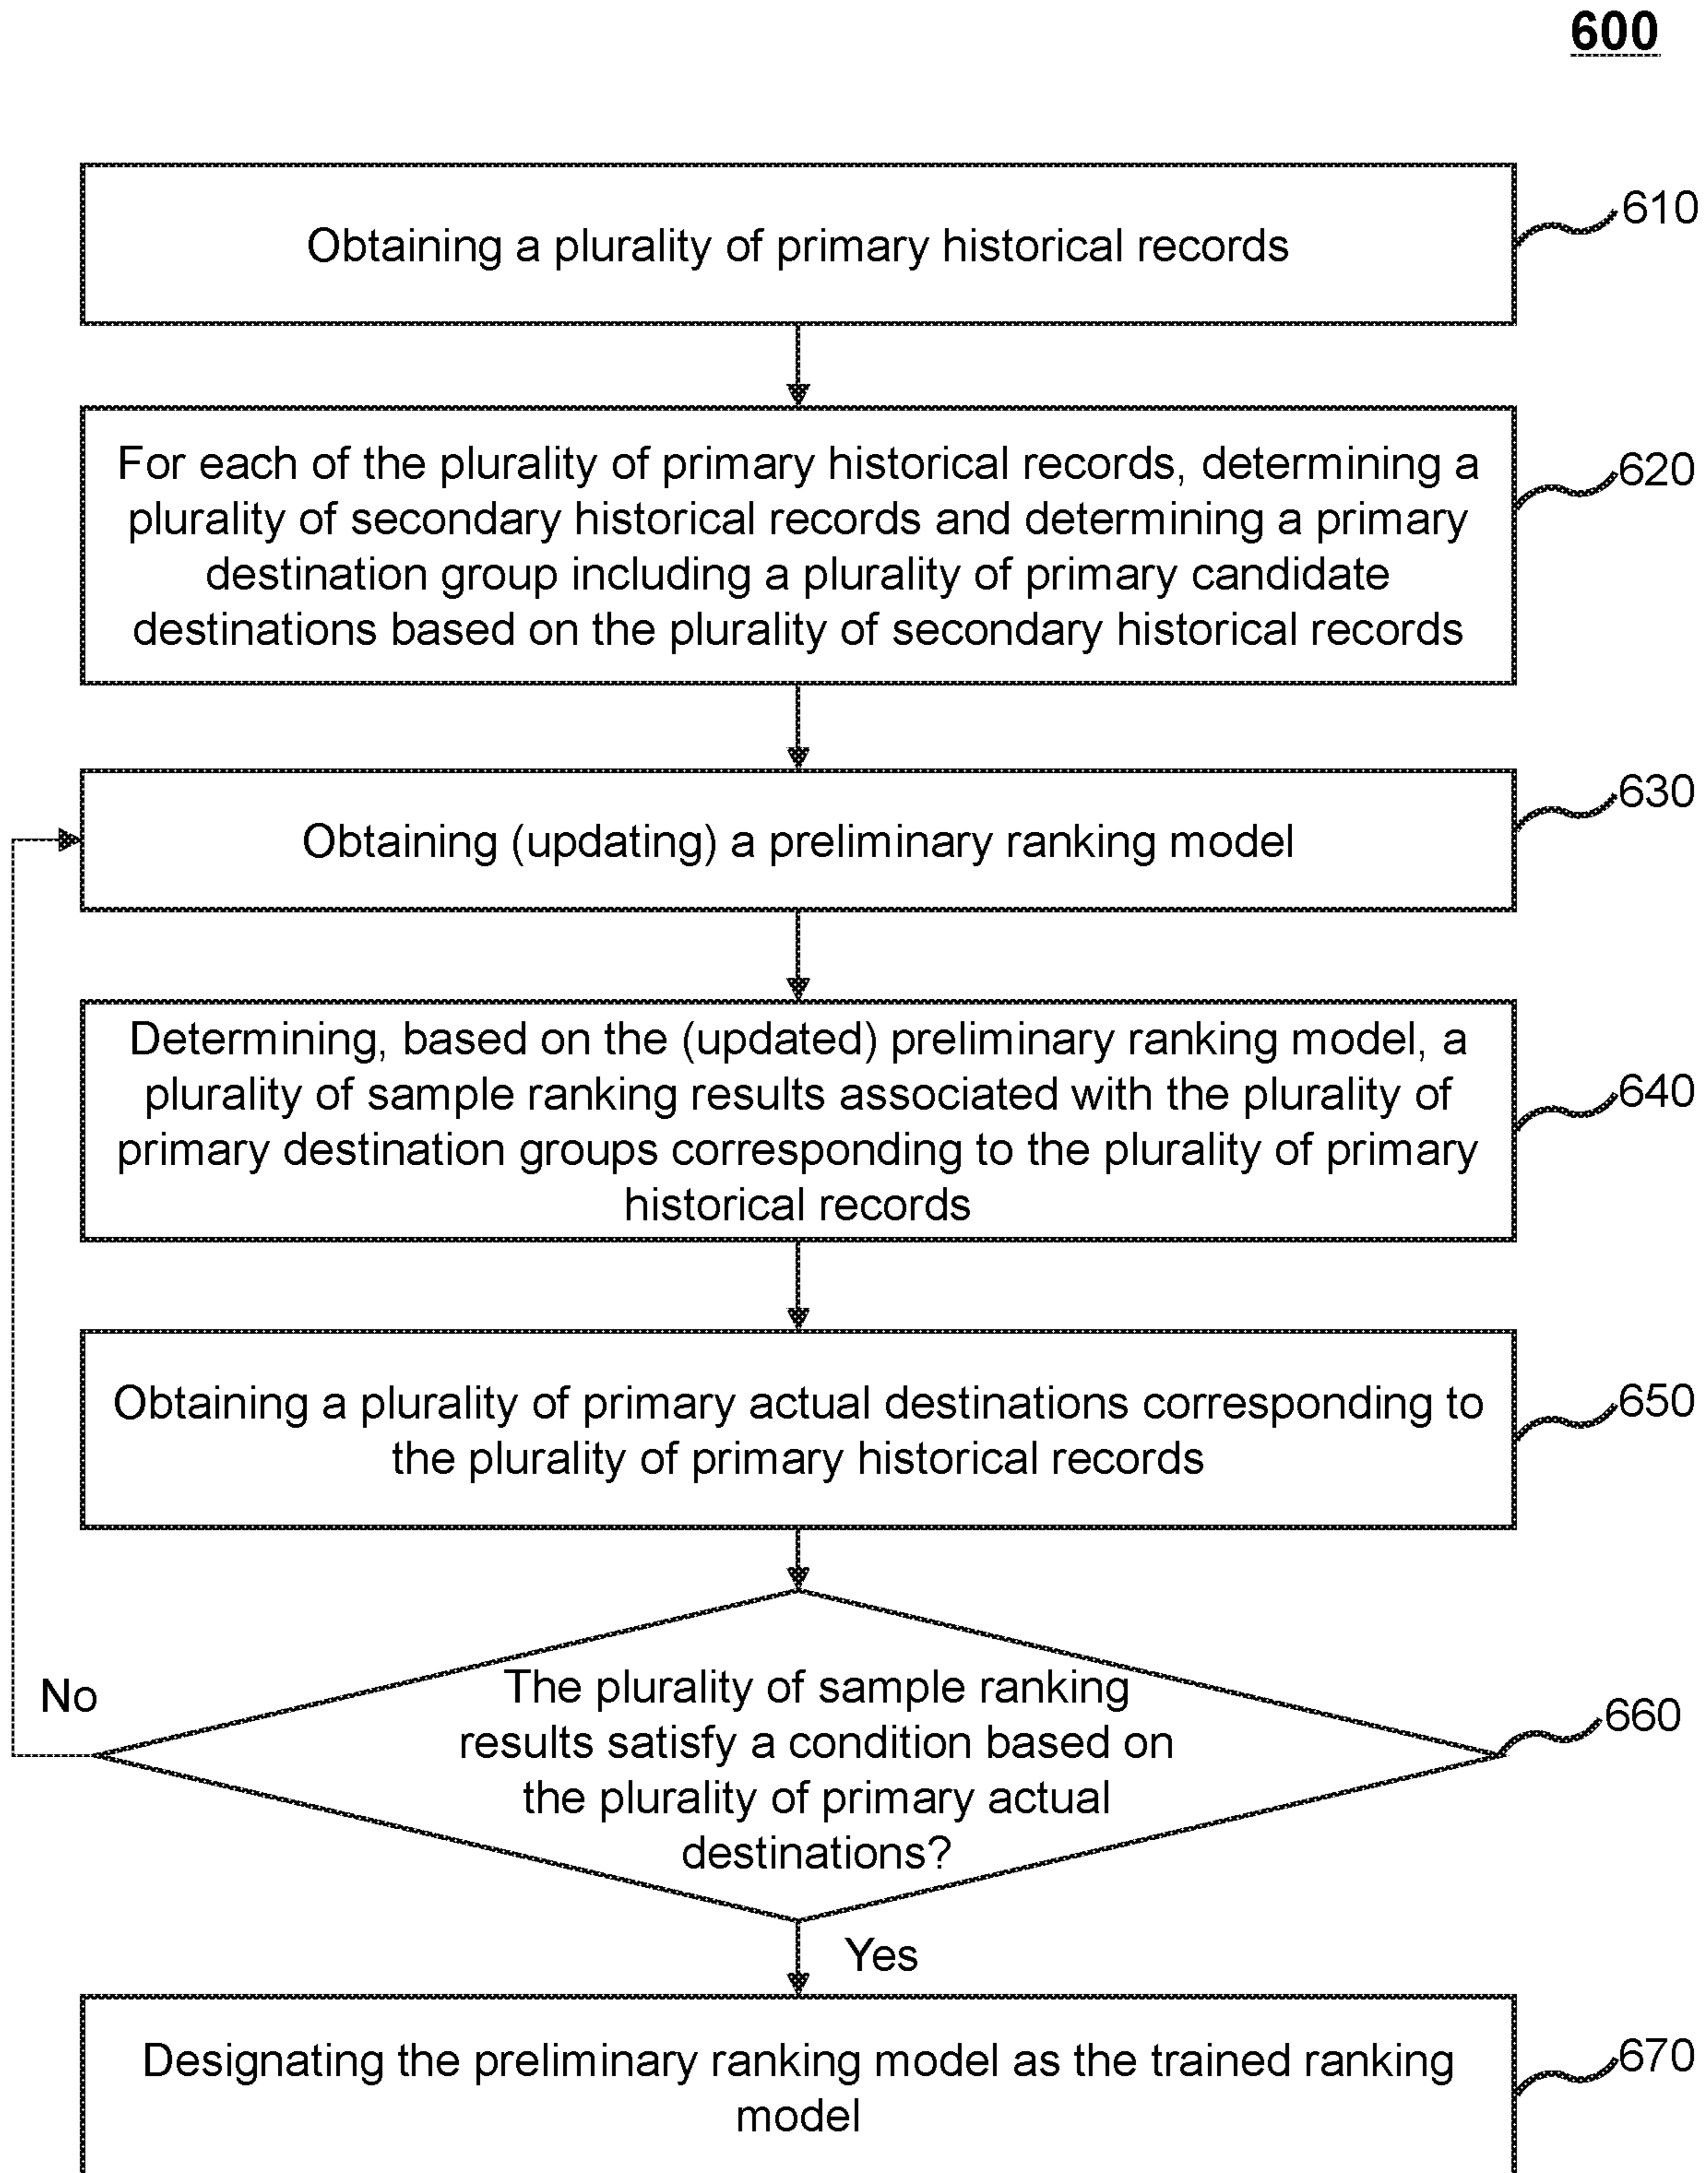 600
Obtaining a plurality of primary historical records
610
For each of the plurality of primary historical records, determining a
plurality of secondary historical records and determining a primary
destination group including a plurality of primary candidate
destinations based on the plurality of secondary historical records
620
Obtaining (updating) a preliminary ranking model
630
Determining, based on the (updated) preliminary ranking model, a
plurality of sample ranking results associated with the plurality of
primary destination groups corresponding to the plurality of primary
historical records
640
Obtaining a plurality of primary actual destinations corresponding to
the plurality of primary historical records
650
The plurality of sample ranking
results satisfy a condition based on
the plurality of primary actual
destinations?
660
No
Yes
Designating the preliminary ranking model as the trained ranking
model
670